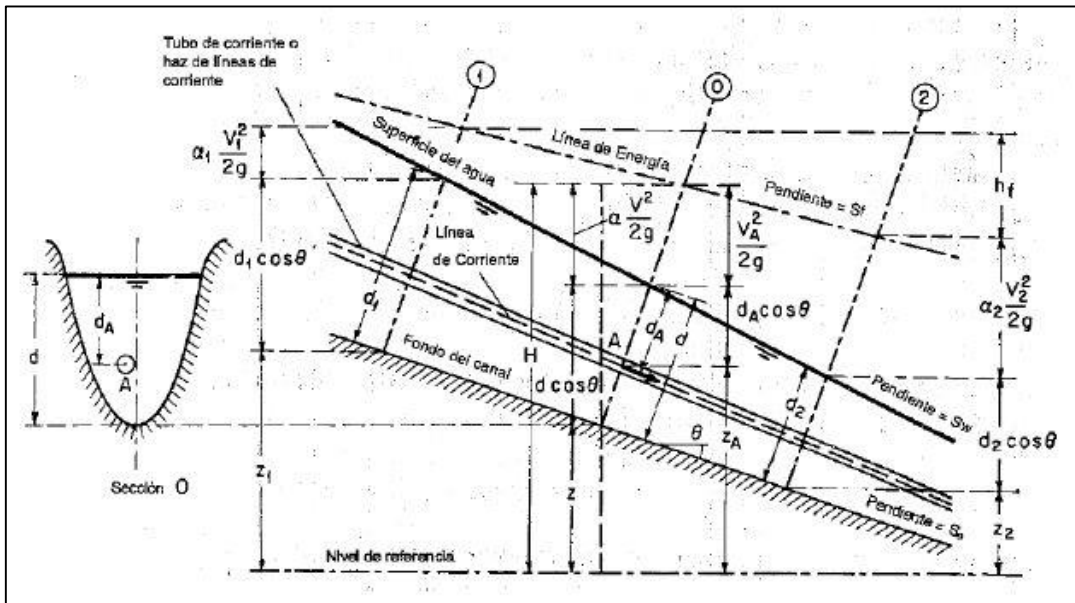 Tubo de corriente o
haz de líneas de
corriente
1
0
2
α₁ V₁²/2g
Superficie del agua
Línea de Energía
Pendiente = Sf
hf
α V²/2g
V_A²/2g
Línea
de Corriente
d₁ cosθ
d₁
d_A cosθ
α₂ V₂²/2g
d
d_A
A
H
A
d_A
d
Fondo del canal
d cosθ
d₂
Pendiente = Sw
θ
z_A
d₂ cosθ
z₁
Sección 0
z
Pendiente = S₀
z₂
Nivel de referencia